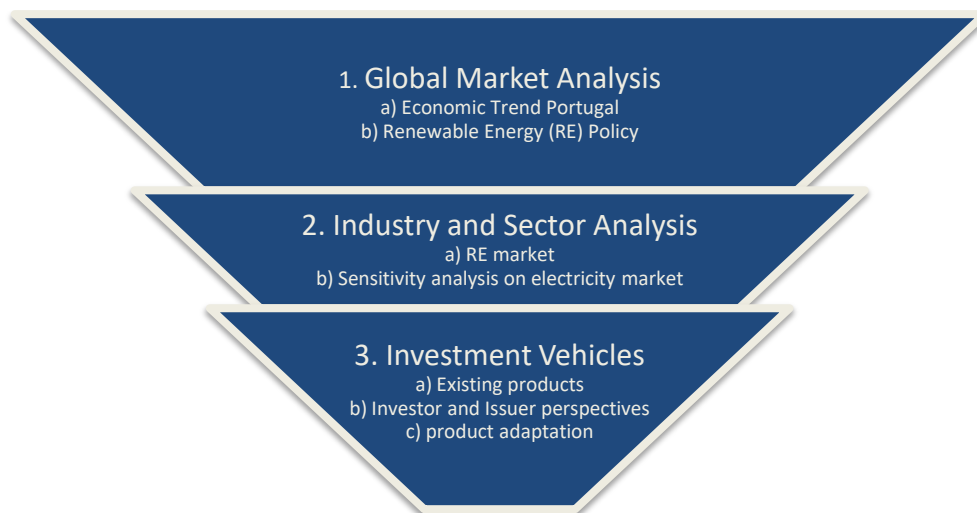 1. Global Market Analysis
a) Economic Trend Portugal
b) Renewable Energy (RE) Policy
2. Industry and Sector Analysis
a) RE market
b) Sensitivity analysis on electricity market
3. Investment Vehicles
a) Existing products
b) Investor and Issuer perspectives
c) product adaptation